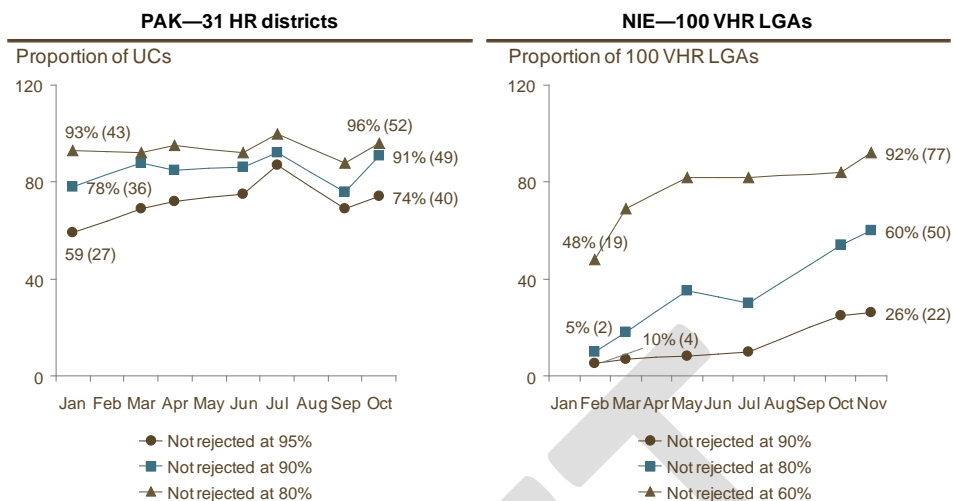 PAK—31 HR districts
Proportion of UCs
120
80
40
0
93% (43)
78% (36)
59 (27)
96% (52)
91% (49)
74% (40)
Jan Feb Mar Apr May Jun Jul Aug Sep Oct
Not rejected at 95%
Not rejected at 90%
Not rejected at 80%
NIE—100 VHR LGAs
Proportion of 100 VHR LGAs
120
80
40
0
48% (19)
5% (2)
10% (4)
92% (77)
60% (50)
26% (22)
Jan Feb Mar Apr May Jun Jul Aug Sep Oct Nov
Not rejected at 90%
Not rejected at 80%
Not rejected at 60%